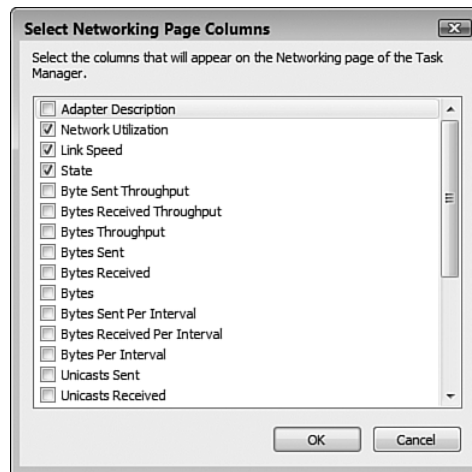 Select Networking Page Columns
Select the columns that will appear on the Networking page of the Task
Manager.
Adapter Description
Network Utilization
Link Speed
State
Byte Sent Throughput
Bytes Received Throughput
Bytes Throughput
Bytes Sent
Bytes Received
Bytes
Bytes Sent Per Interval
Bytes Received Per Interval
Bytes Per Interval
Unicasts Sent
Unicasts Received
OK
Cancel